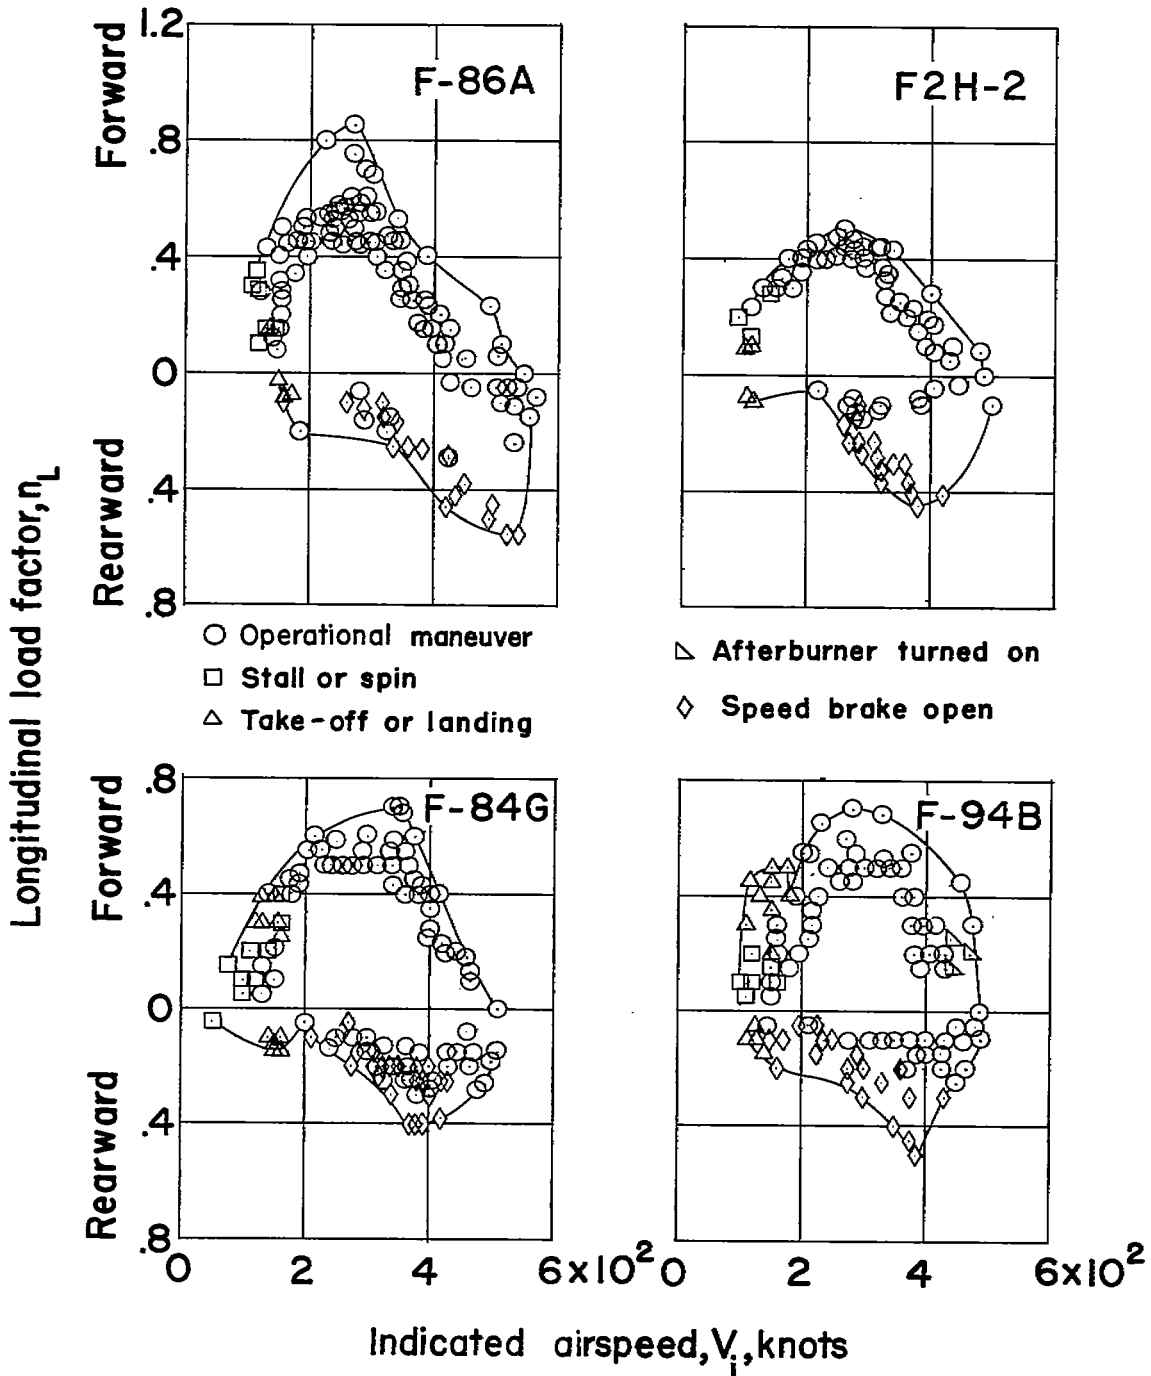 Longitudinal load factor, nL
Forward
Rearward
1.2
.8
.4
0
.4
.8
F-86A
F2H-2
Operational maneuver
Stall or spin
Take-off or landing
Afterburner turned on
Speed brake open
Forward
Rearward
.8
.4
0
.4
.8
F-84G
F-94B
0 2 4 6x10²
0 2 4 6x10²
Indicated airspeed, Vi, knots